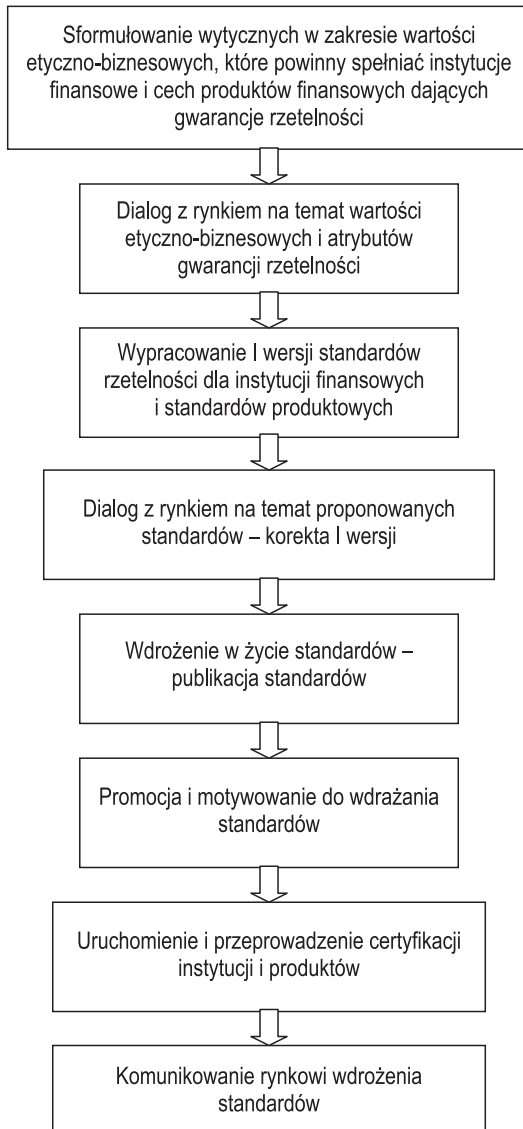 Sformułowanie wytycznych w zakresie wartości
etyczno-biznesowych, które powinny spełniać instytucje
finansowe i cech produktów finansowych dających
gwarancje rzetelności
Dialog z rynkiem na temat wartości
etyczno-biznesowych i atrybutów
gwarancji rzetelności
Wypracowanie I wersji standardów
rzetelności dla instytucji finansowych
i standardów produktowych
Dialog z rynkiem na temat proponowanych
standardów – korekta I wersji
Wdrożenie w życie standardów –
publikacja standardów
Promocja i motywowanie do wdrażania
standardów
Uruchomienie i przeprowadzenie certyfikacji
instytucji i produktów
Komunikowanie rynkowi wdrożenia
standardów